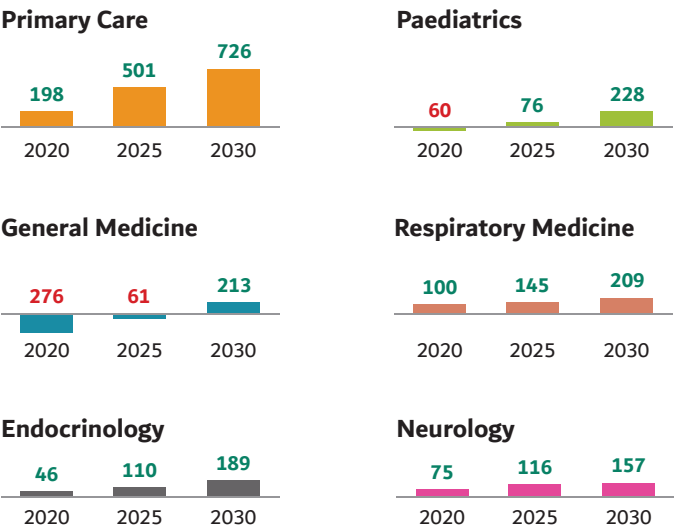 Primary Care
198
501
726
2020 2025 2030
Paediatrics
60
76
228
2020 2025 2030
General Medicine
276
61
213
2020 2025 2030
Respiratory Medicine
100
145
209
2020 2025 2030
Endocrinology
46
110
189
2020 2025 2030
Neurology
75
116
157
2020 2025 2030